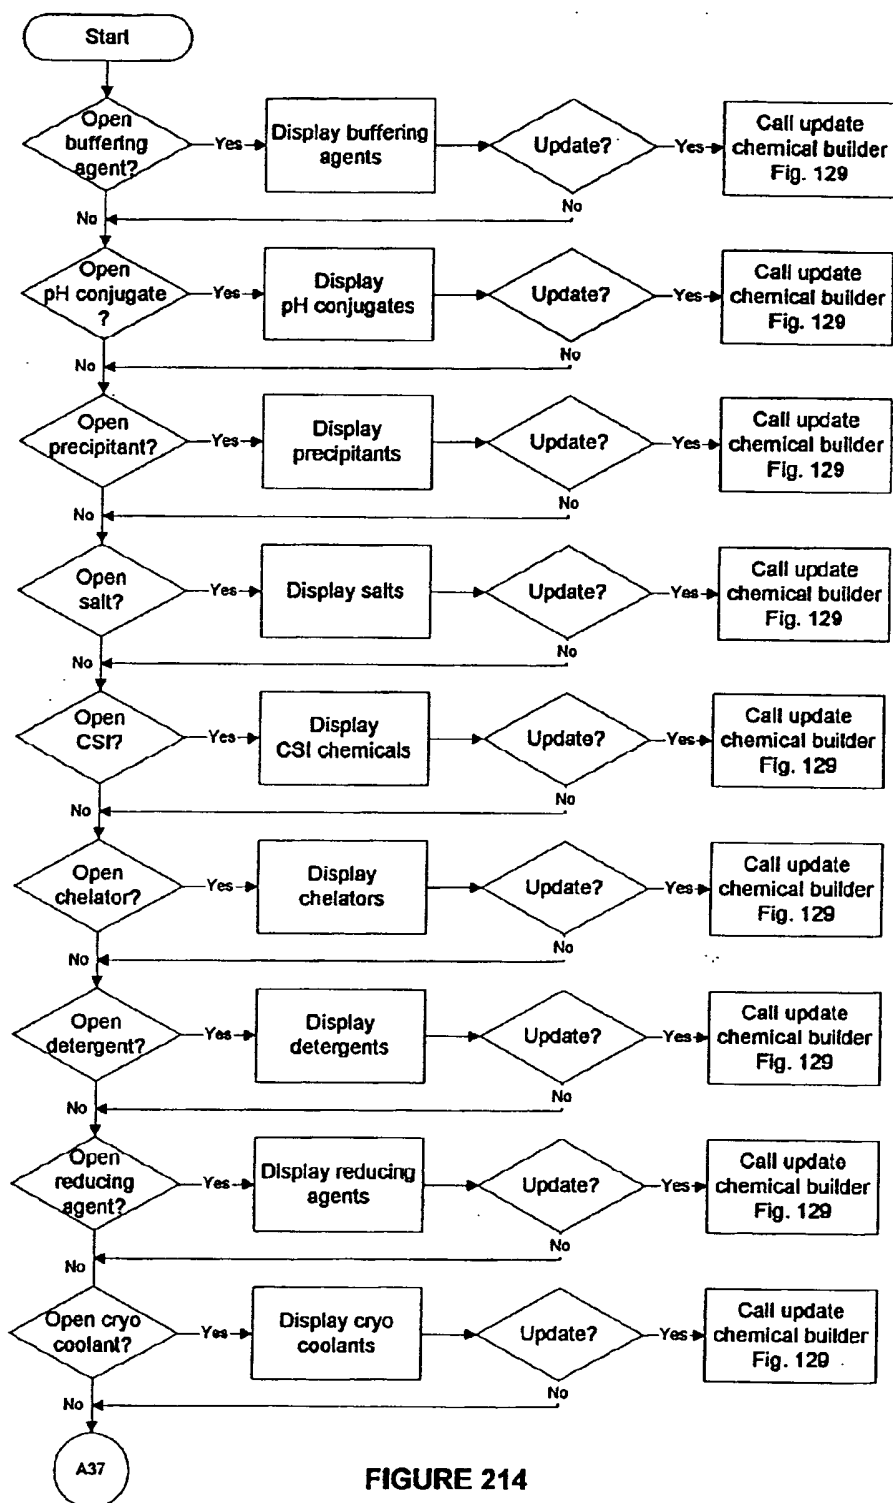 Start
Open
buffering
agent?
Yes
Display buffering
agents
Update?
Yes
Call update
chemical builder
Fig. 129
No
No
Open
pH conjugate
?
Yes
Display
pH conjugates
Update?
Yes
Call update
chemical builder
Fig. 129
No
No
Open
precipitant?
Yes
Display
precipitants
Update?
Yes
Call update
chemical builder
Fig. 129
No
No
Open
salt?
Yes
Display salts
Update?
Yes
Call update
chemical builder
Fig. 129
No
No
Open
CSI?
Yes
Display
CSI chemicals
Update?
Yes
Call update
chemical builder
Fig. 129
No
No
Open
chelator?
Yes
Display
chelators
Update?
Yes
Call update
chemical builder
Fig. 129
No
No
Open
detergent?
Yes
Display
detergents
Update?
Yes
Call update
chemical builder
Fig. 129
No
No
Open
reducing
agent?
Yes
Display reducing
agents
Update?
Yes
Call update
chemical builder
Fig. 129
No
No
Open cryo
coolant?
Yes
Display cryo
coolants
Update?
Yes
Call update
chemical builder
Fig. 129
No
No
A37
FIGURE 214